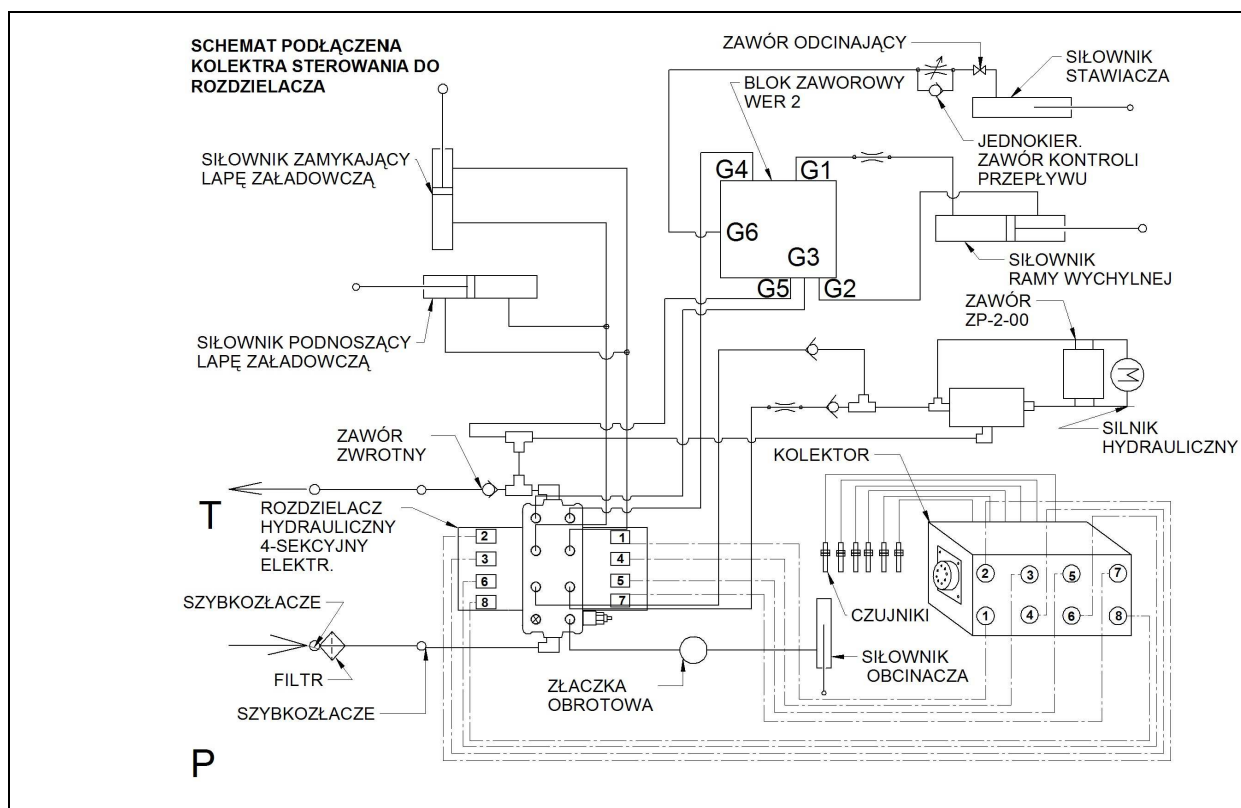 SCHEMAT PODŁĄCZENA
KOLEKTRA STEROWANIA DO
ROZDZIELACZA
ZAWÓR ODCINAJĄCY
SIŁOWNIK
STAWIACZA
BLOK ZAWOROWY
WER 2
JEDNOKIER.
ZAWÓR KONTROLI
PRZEPŁYWU
SIŁOWNIK ZAMYKAJĄCY
LAPĘ ZAŁADOWCZĄ
G4
G1
G6
G3
G5
G2
SIŁOWNIK
RAMY WYCHYLNEJ
SIŁOWNIK PODNOSZĄCY
LAPĘ ZAŁADOWCZĄ
ZAWÓR
ZP-2-00
M
SILNIK
HYDRAULICZNY
ZAWÓR
ZWROTNY
KOLEKTOR
T
ROZDZIELACZ
HYDRAULICZNY
4-SEKCYJNY
ELEKTR.
2
3
6
8
1
4
5
7
CZUJNIKI
2
3
5
7
1
4
6
8
SZYBKOZŁACZE
FILTR
SZYBKOZŁACZE
ZŁACZKA
OBROTOWA
SIŁOWNIK
OBCINACZA
P